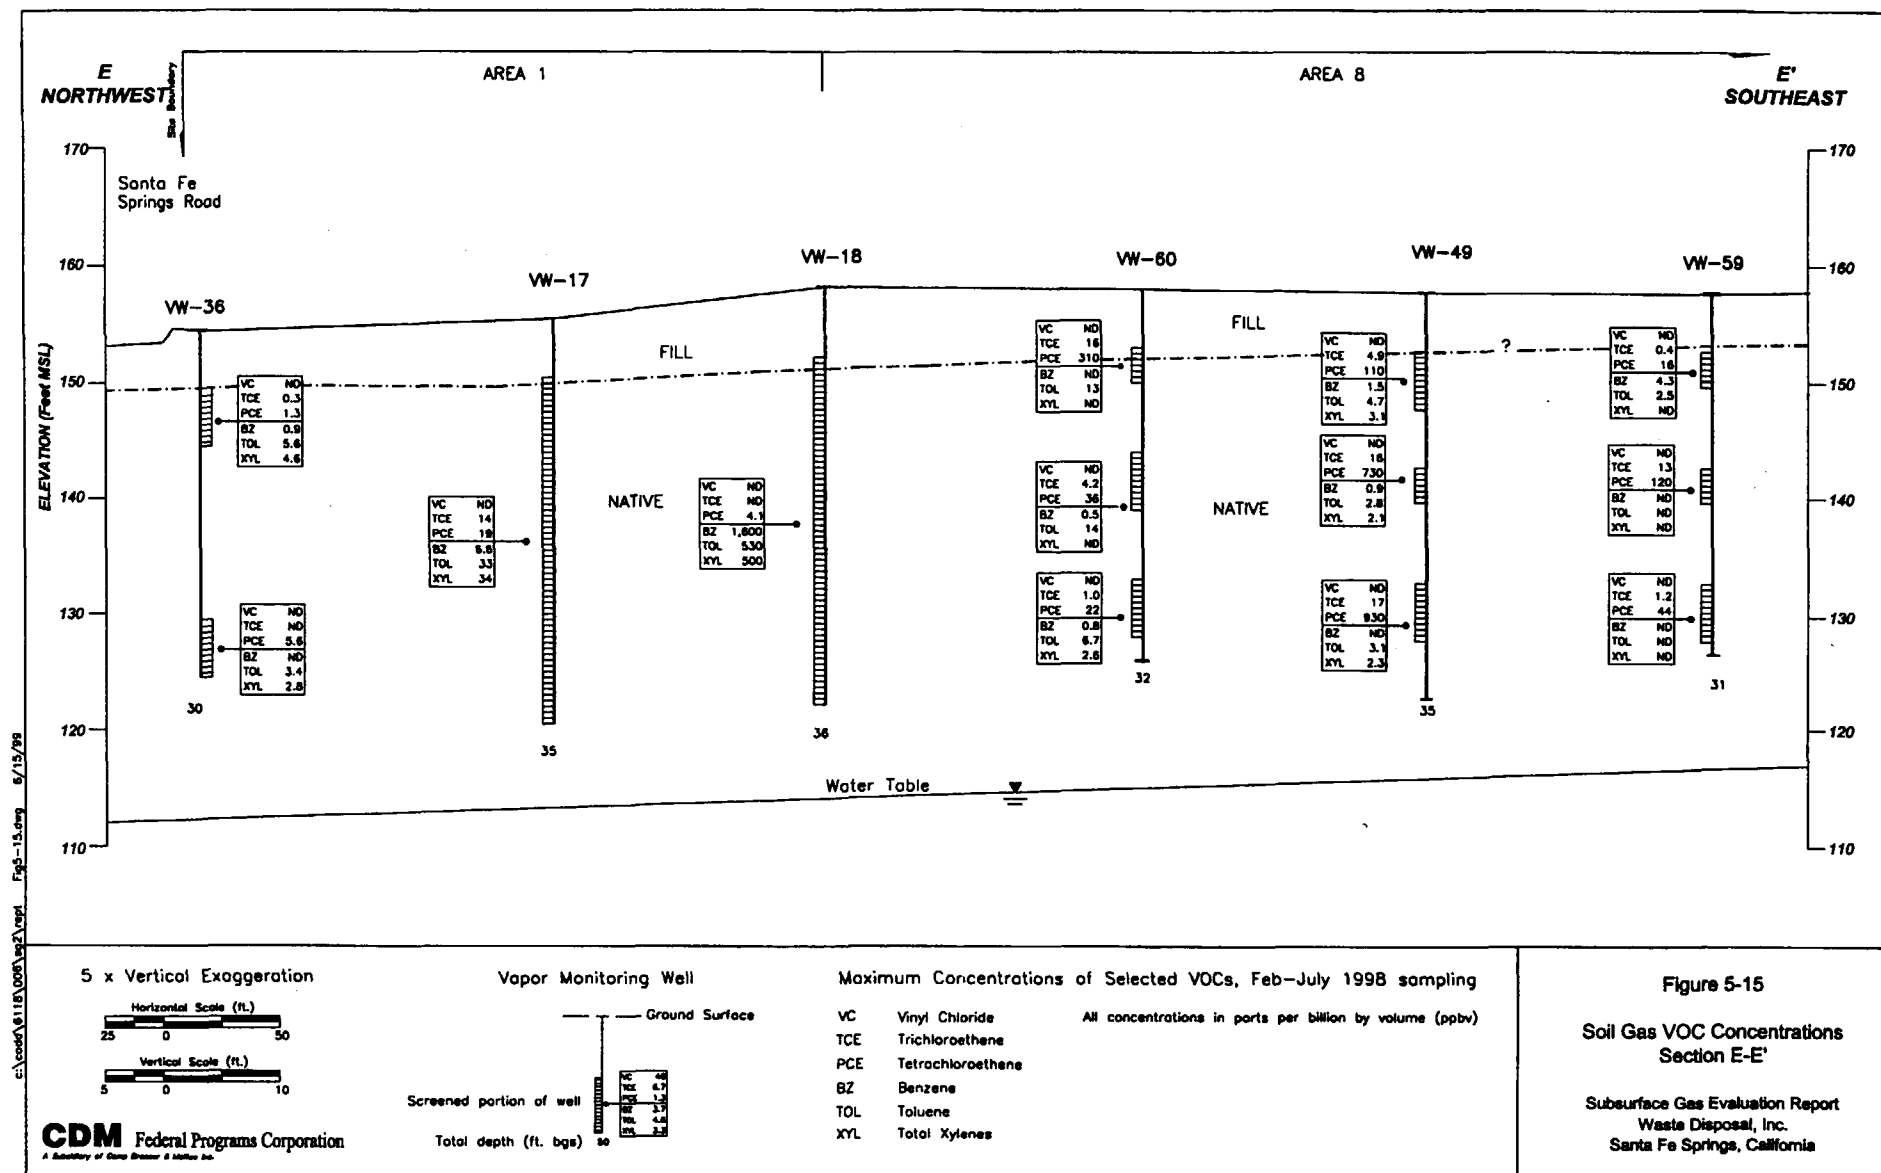 E
NORTHWEST
Site Boundary
AREA 1
AREA 8
E'
SOUTHEAST
170
170
Santa Fe
Springs Road
160
160
VW-36
VW-17
VW-18
VW-60
VW-49
VW-59
FILL
FILL
?
ELEVATION (Feet MSL)
150
150
140
140
130
130
120
120
110
110
NATIVE
NATIVE
VC ND
TCE 0.3
PCE 1.3
BZ 0.9
TOL 5.6
XYL 4.6
VC ND
TCE ND
PCE 5.6
BZ ND
TOL 3.4
XYL 2.8
30
VC ND
TCE 14
PCE 19
BZ
TOL 33
XYL 34
35
VC ND
TCE ND
PCE 4.1
BZ
TOL 530
XYL 500
36
VC ND
TCE 16
PCE 310
BZ ND
TOL 13
XYL ND
VC ND
TCE 4.2
PCE 36
BZ 0.5
TOL 14
XYL ND
VC ND
TCE 1.0
PCE 22
BZ 0.8
TOL 6.7
XYL 2.6
32
VC ND
TCE 4.9
PCE 110
BZ 1.5
TOL 4.7
XYL 3.1
VC ND
TCE
PCE 730
BZ 0.9
TOL 2.8
XYL 2.1
VC ND
TCE 17
PCE 930
BZ ND
TOL 3.1
XYL 2.3
35
VC ND
TCE 0.4
PCE 16
BZ 4.3
TOL 2.5
XYL ND
VC ND
TCE 13
PCE 120
BZ ND
TOL ND
XYL ND
VC ND
TCE 1.2
PCE 44
BZ ND
TOL ND
XYL ND
31
Water Table
Fig5-15.dwg 6/15/99
5 x Vertical Exaggeration
Horizontal Scale (ft.)
25 0 50
Vertical Scale (ft.)
5 0 10
CDM Federal Programs Corporation
Vapor Monitoring Well
Ground Surface
Screened portion of well
Total depth (ft. bgs)
Maximum Concentrations of Selected VOCs, Feb-July 1998 sampling
VC Vinyl Chloride
All concentrations in parts per billion by volume (ppbv)
TCE Trichloroethene
PCE Tetrachloroethene
BZ Benzene
TOL Toluene
XYL Total Xylenes
Figure 5-15
Soil Gas VOC Concentrations
Section E-E'
Subsurface Gas Evaluation Report
Waste Disposal, Inc.
Santa Fe Springs, California